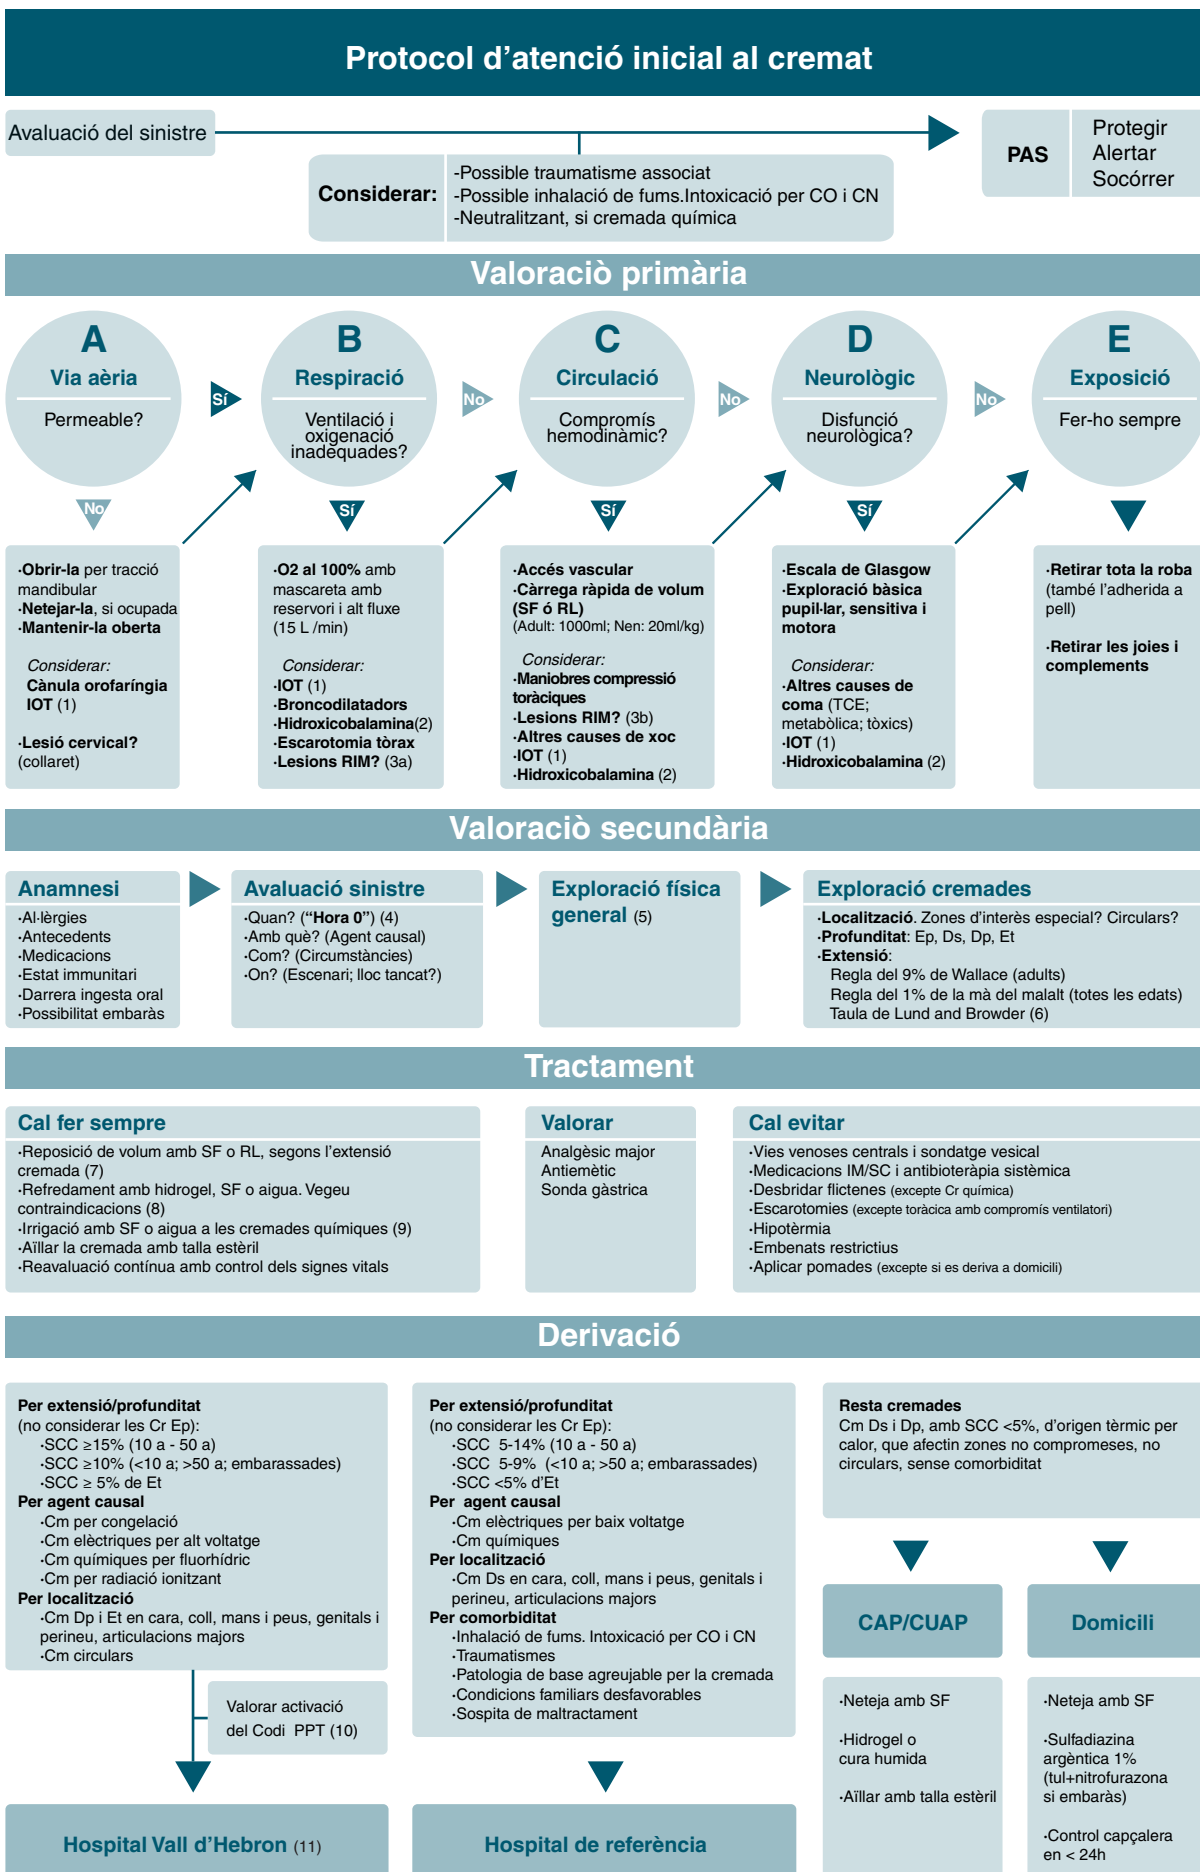 Protocol d'atenció inicial al cremat
Avaluació del sinistre
PAS
Protegir
Alertar
Socórrer
Considerar:
-Possible traumatisme associat
-Possible inhalació de fums.Intoxicació per CO i CN
-Neutralitzant, si cremada química
Valoraciò primària
A
Via aèria
Permeable?
Sí
B
Respiració
Ventilació i
oxigenació
inadequades?
No
C
Circulació
Compromís
hemodinàmic?
No
D
Neurològic
Disfunció
neurològica?
No
E
Exposició
Fer-ho sempre
No
Sí
Sí
Sí
·Obrir-la per tracció
mandibular
·Netejar-la, si ocupada
·Mantenir-la oberta
Considerar:
Cànula orofaríngia
IOT (1)
·Lesió cervical?
(collaret)
·O2 al 100% amb
mascareta amb
reservori i alt fluxe
(15 L /min)
Considerar:
·IOT (1)
·Broncodilatadors
·Hidroxicobalamina(2)
·Escarotomia tòrax
·Lesions RIM? (3a)
·Accés vascular
·Càrrega ràpida de volum
(SF ó RL)
(Adult: 1000ml; Nen: 20ml/kg)
Considerar:
·Maniobres compressió
toràciques
·Lesions RIM? (3b)
·Altres causes de xoc
·IOT (1)
·Hidroxicobalamina (2)
·Escala de Glasgow
·Exploració bàsica
pupil·lar, sensitiva i
motora
Considerar:
·Altres causes de
coma (TCE;
metabòlica; tòxics)
·IOT (1)
·Hidroxicobalamina (2)
·Retirar tota la roba
(també l'adherida a
pell)
·Retirar les joies i
complements
Valoraciò secundària
Anamnesi
·Al·lèrgies
·Antecedents
·Medicacions
·Estat immunitari
·Darrera ingesta oral
·Possibilitat embaràs
Avaluació sinistre
·Quan? ("Hora 0") (4)
·Amb què? (Agent causal)
·Com? (Circumstàncies)
·On? (Escenari; lloc tancat?)
Exploració física
general (5)
Exploració cremades
·Localització. Zones d'interès especial? Circulars?
·Profunditat: Ep, Ds, Dp, Et
·Extensió:
Regla del 9% de Wallace (adults)
Regla del 1% de la mà del malalt (totes les edats)
Taula de Lund and Browder (6)
Tractament
Cal fer sempre
·Reposició de volum amb SF o RL, segons l'extensió
cremada (7)
·Refredament amb hidrogel, SF o aigua. Vegeu
contraindicacions (8)
·Irrigació amb SF o aigua a les cremades químiques (9)
·Aïllar la cremada amb talla estèril
·Reavaluació contínua amb control dels signes vitals
Valorar
Analgèsic major
Antiemètic
Sonda gàstrica
Cal evitar
·Vies venoses centrals i sondatge vesical
·Medicacions IM/SC i antibioteràpia sistèmica
·Desbridar flictenes (excepte Cr química)
·Escarotomies (excepte toràcica amb compromís ventilatori)
·Hipotèrmia
·Embenats restrictius
·Aplicar pomades (excepte si es deriva a domicili)
Derivació
Per extensió/profunditat
(no considerar les Cr Ep):
·SCC ≥15% (10 a - 50 a)
·SCC ≥10% (<10 a; >50 a; embarassades)
·SCC ≥ 5% de Et
Per agent causal
·Cm per congelació
·Cm elèctriques per alt voltatge
·Cm químiques per fluorhídric
·Cm per radiació ionitzant
Per localització
·Cm Dp i Et en cara, coll, mans i peus, genitals i
perineu, articulacions majors
·Cm circulars
Valorar activació
del Codi PPT (10)
Hospital Vall d'Hebron (11)
Per extensió/profunditat
(no considerar les Cr Ep):
·SCC 5-14% (10 a - 50 a)
·SCC 5-9% (<10 a; >50 a; embarassades)
·SCC <5% d'Et
Per agent causal
·Cm elèctriques per baix voltatge
·Cm químiques
Per localització
·Cm Ds en cara, coll, mans i peus, genitals i
perineu, articulacions majors
Per comorbiditat
·Inhalació de fums. Intoxicació per CO i CN
·Traumatismes
·Patologia de base agreujable per la cremada
·Condicions familiars desfavorables
·Sospita de maltractament
Hospital de referència
Resta cremades
Cm Ds i Dp, amb SCC <5%, d'origen tèrmic per
calor, que afectin zones no compromeses, no
circulars, sense comorbiditat
CAP/CUAP
·Neteja amb SF
·Hidrogel o
cura humida
·Aïllar amb talla estèril
Domicili
·Neteja amb SF
·Sulfadiazina
argèntica 1%
(tul+nitrofurazona
si embaràs)
·Control capçalera
en < 24h